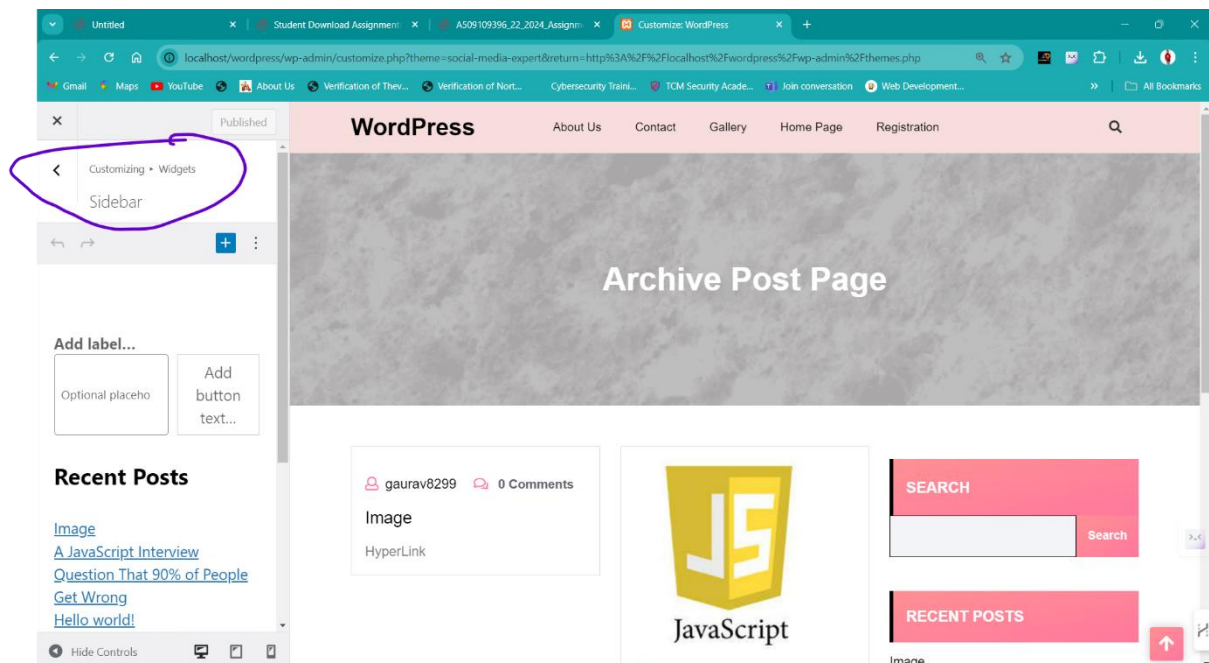 Untitled
Student Download Assignment:
A509109396_22_2024_Assignm
Customize: WordPress
localhost/wordpress/wp-admin/customize.php?theme=social-media-expert&return=http%3A%2F%2Flocalhost%2Fwordpress%2Fwp-admin%2Fthemes.php
Gmail
Maps
YouTube
About Us
Verification of Thev...
Verification of Nort...
Cybersecurity Traini...
TCM Security Acade...
Join conversation
Web Development...
All Bookmarks
Published
Customizing ▸ Widgets
Sidebar
Add label...
Optional placeho
Add
button
text...
Recent Posts
Image
A JavaScript Interview
Question That 90% of People
Get Wrong
Hello world!
Hide Controls
WordPress
About Us
Contact
Gallery
Home Page
Registration
Archive Post Page
gaurav8299
0 Comments
Image
HyperLink
JS
JavaScript
SEARCH
Search
RECENT POSTS
Image